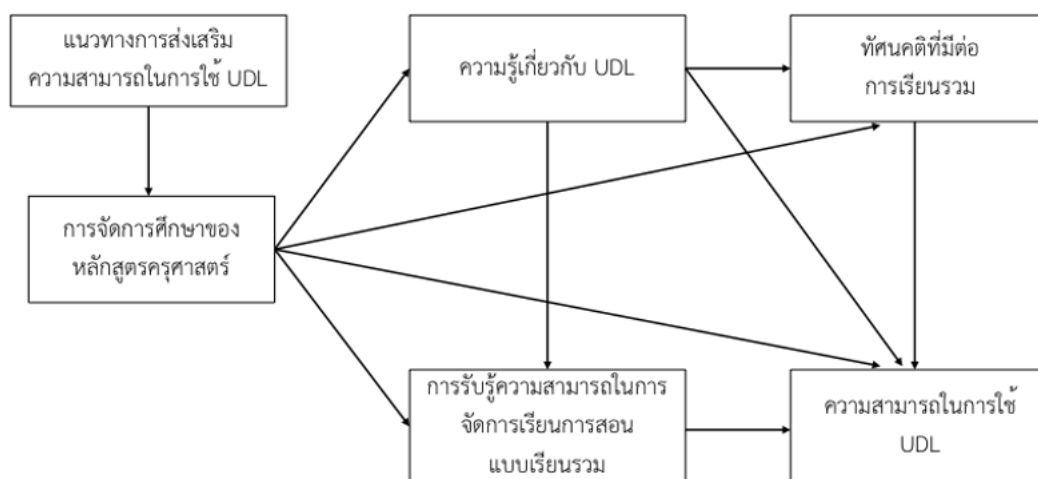 แนวทางการส่งเสริม
ความสามารถในการใช้ UDL
ความรู้เกี่ยวกับ UDL
ทัศนคติที่มีต่อ
การเรียนรวม
การจัดการศึกษาของ
หลักสูตรครุศาสตร์
การรับรู้ความสามารถในการ
จัดการเรียนการสอน
แบบเรียนรวม
ความสามารถในการใช้
UDL